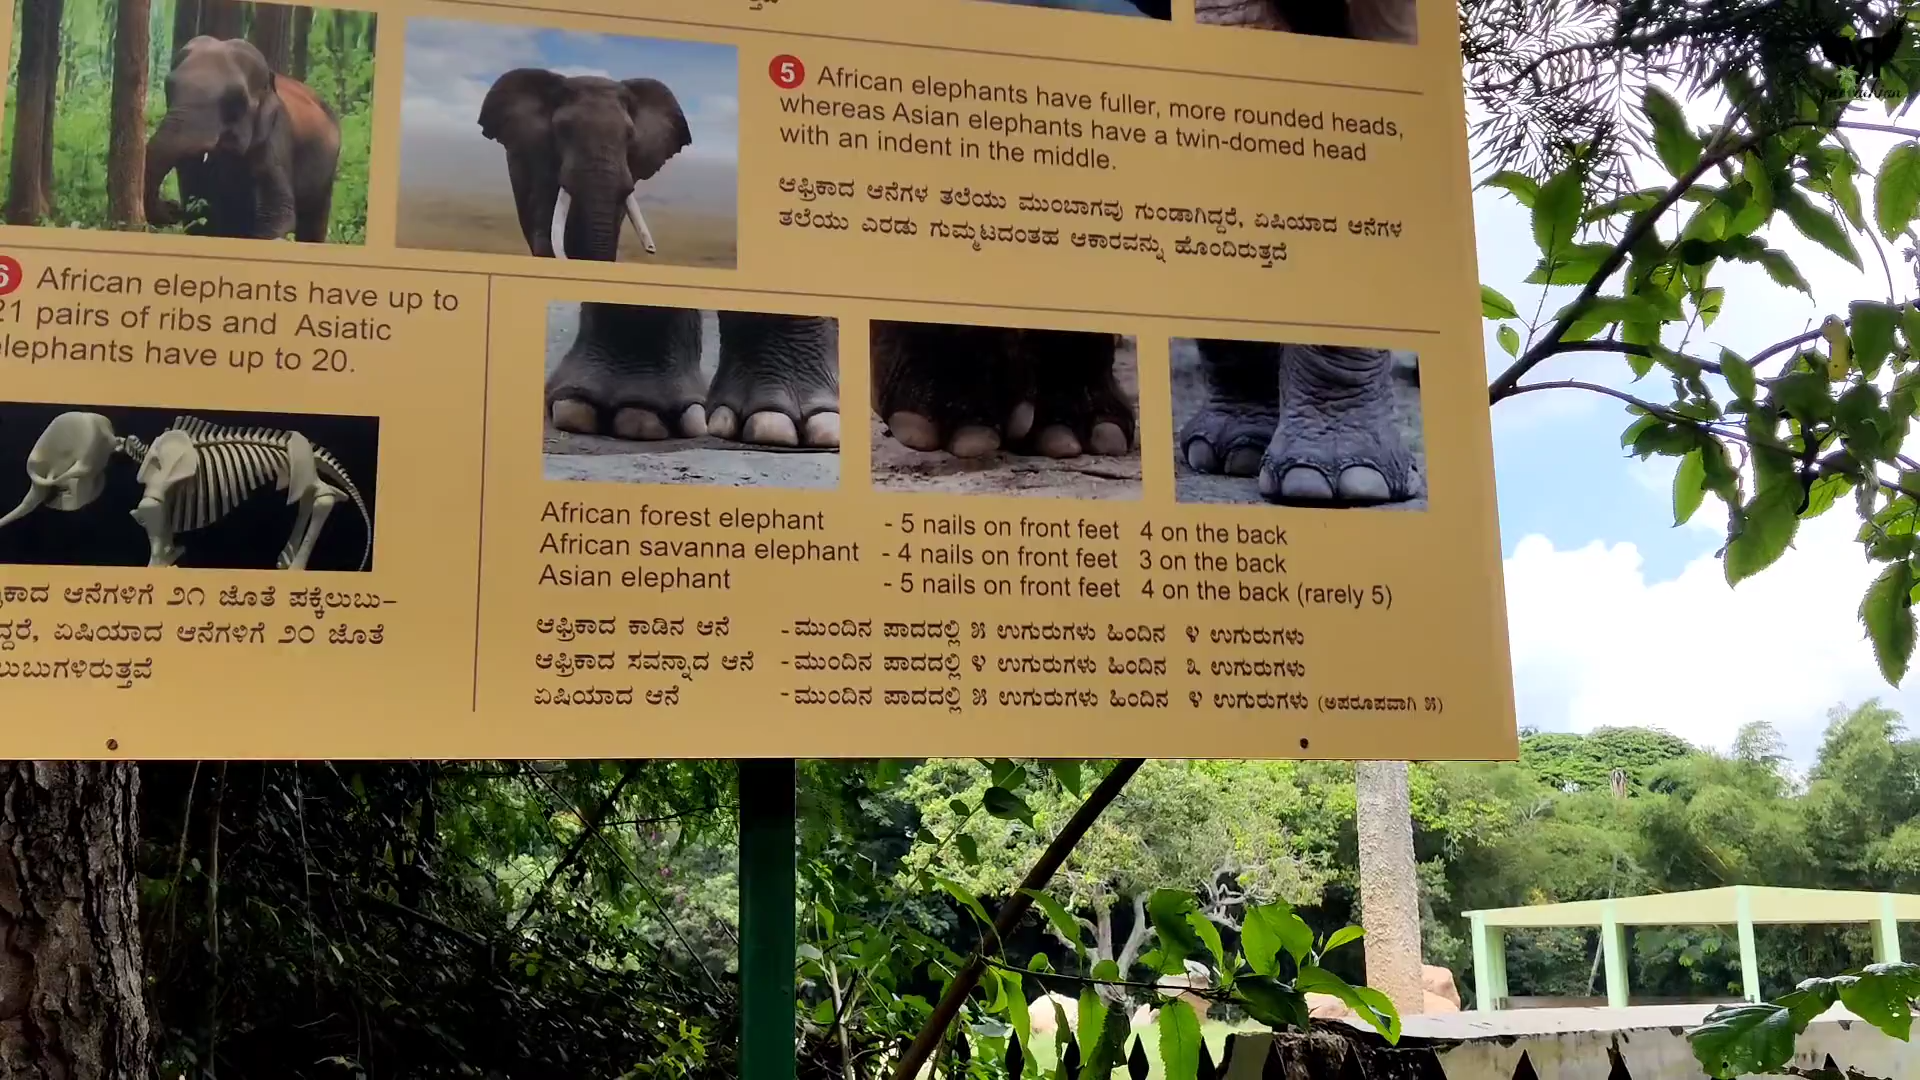 5 African elephants have fuller, more rounded heads,
whereas Asian elephants have a twin-domed head
with an indent in the middle.
ಆಫ್ರಿಕಾದ ಆನೆಗಳ ತಲೆಯು ಮುಂಬಾಗವು ಗುಂಡಾಗಿದ್ದರೆ, ಏಷಿಯಾದ ಆನೆಗಳ
ತಲೆಯು ಎರಡು ಗುಮ್ಮಟದಂತಹ ಆಕಾರವನ್ನು ಹೊಂದಿರುತ್ತದೆ
6 African elephants have up to
21 pairs of ribs and Asiatic
elephants have up to 20.
ಆನೆಗಳಿಗೆ ೨೧ ಜೊತೆ ಪಕ್ಕೆಲುಬು-
ಏಷಿಯಾದ ಆನೆಗಳಿಗೆ ೨೦ ಜೊತೆ
African forest elephant - 5 nails on front feet 4 on the back
African savanna elephant - 4 nails on front feet 3 on the back
Asian elephant - 5 nails on front feet 4 on the back (rarely 5)
ಆಫ್ರಿಕಾದ ಕಾಡಿನ ಆನೆ - ಮುಂದಿನ ಪಾದದಲ್ಲಿ ೫ ಉಗುರುಗಳು ಹಿಂದಿನ ೪ ಉಗುರುಗಳು
ಆಫ್ರಿಕಾದ ಸವನ್ನಾದ ಆನೆ - ಮುಂದಿನ ಪಾದದಲ್ಲಿ ೪ ಉಗುರುಗಳು ಹಿಂದಿನ ೩ ಉಗುರುಗಳು
ಏಷಿಯಾದ ಆನೆ - ಮುಂದಿನ ಪಾದದಲ್ಲಿ ೫ ಉಗುರುಗಳು ಹಿಂದಿನ ೪ ಉಗುರುಗಳು (ಅಪರೂಪವಾಗಿ ೫)